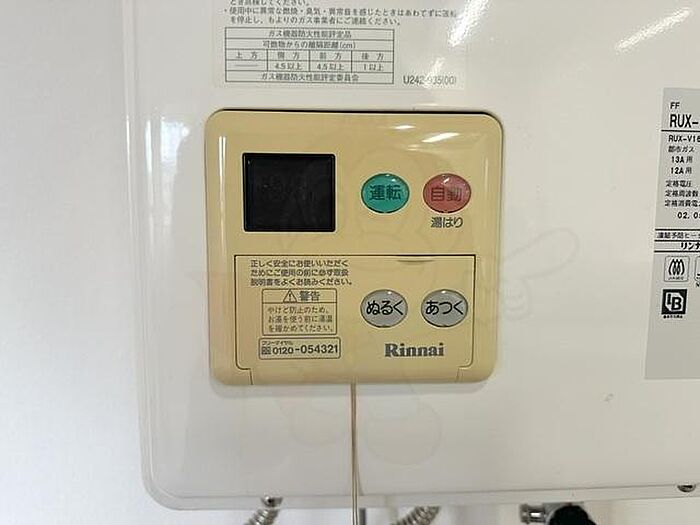 ・使用中に異常な燃焼・臭気・異常音を感じたときはあわてずに運転
を停止し、もよりのガス事業者にご連絡ください。
ガス機器防火性能評定品
可燃物からの離隔距離(cm)
上方 側方 前方 後方
— 4.5以上 4.5以上 1以上
ガス機器防火性能評定委員会
U242-935(00)
運転
自動
湯はり
正しく安全にお使いいただく
ためにご使用の前に必ず取扱
説明書をよくお読みください。
警告
やけど防止のため、
お湯を使う前に湯温
を確かめてください。
フリーダイヤル
0120-054321
ぬるく
あつく
Rinnai
FF
RUX-
RUX-V16
都市ガス
13A用
12A用
定格電圧
定格周波数
定格消費電
02.0
凍結予防ヒー
リンナ